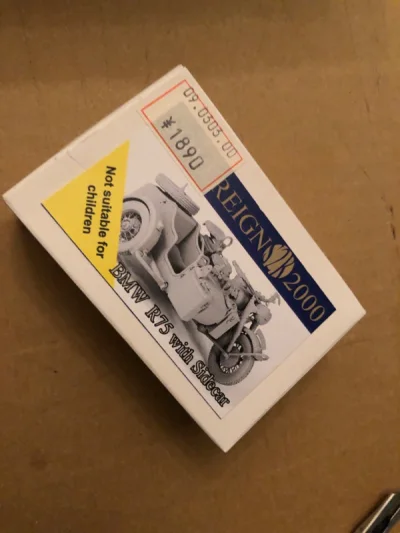 09.0303.00
¥1890
REIGN 2000
Not suitable for
children
BMW R75 with Sidecar